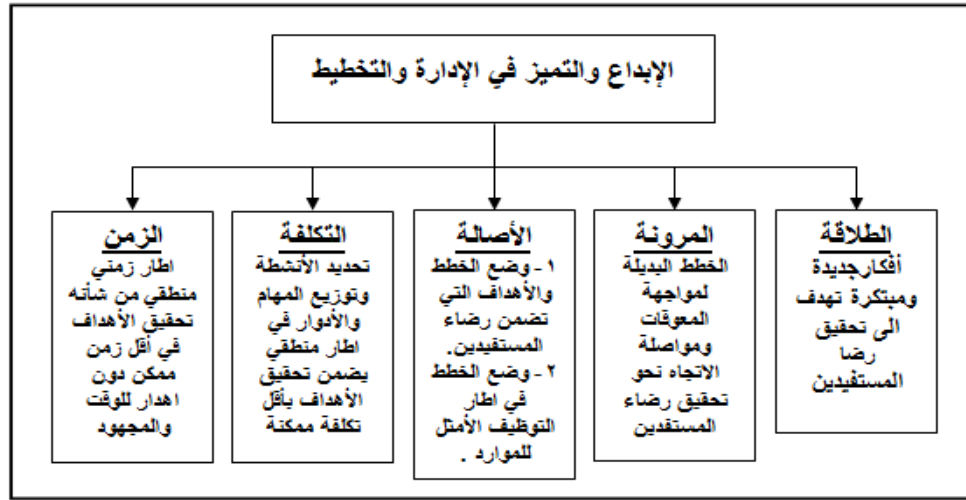 الإبداع والتميز في الإدارة والتخطيط
الطلاقة
أفكارجديدة
ومبتكرة تهدف
الى تحقيق
رضا
المستفيدين
المرونة
الخطط البديلة
لمواجهة
المعوقات
ومواصلة
الاتجاه نحو
تحقيق رضاء
المستفدين
الأصالة
١- وضع الخطط
والأهداف التي
تضمن رضاء
المستفيدين.
٢- وضع الخطط
في اطار
التوظيف الأمثل
للموارد .
التكلفة
تحديد الأنشطة
وتوزيع المهام
والأدوار في
اطار منطقي
يضمن تحقيق
الأهداف بأقل
تكلفة ممكنة
الزمن
اطار زمني
منطقي من شأنه
تحقيق الأهداف
في أقل زمن
ممكن دون
اهدار للوقت
والمجهود